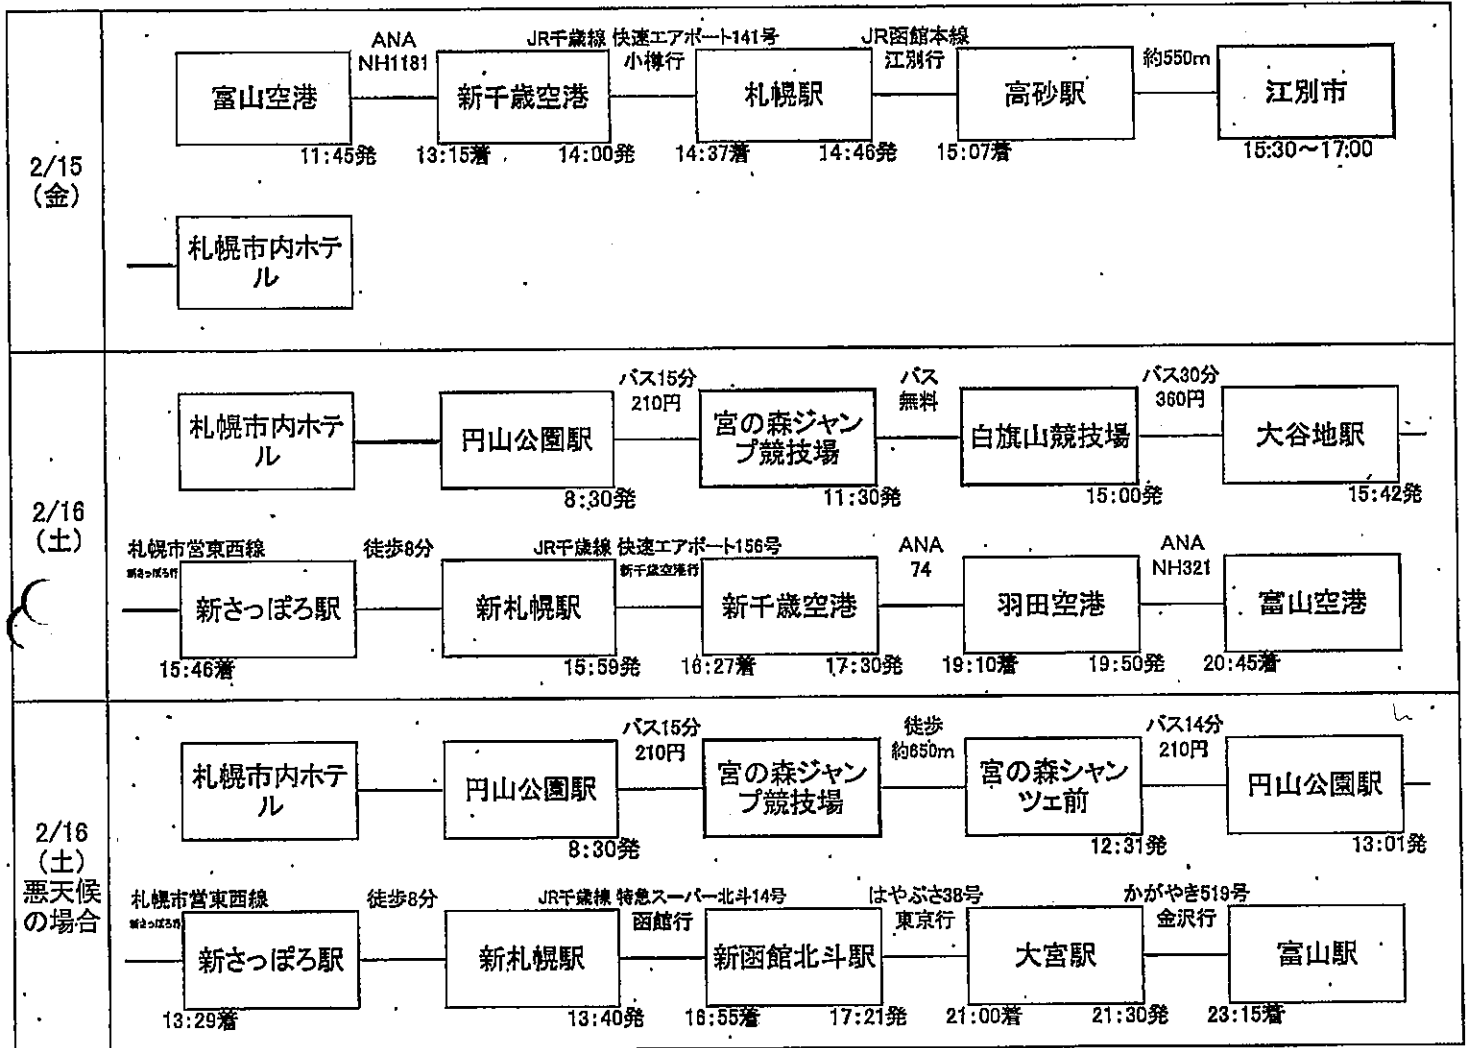 2/15
(金)
ANA
NH1181
JR千歳線 快速エアポート141号
小樽行
JR函館本線
江別行
約550m
富山空港
新千歳空港
札幌駅
高砂駅
江別市
11:45発
13:15着
14:00発
14:37着
14:46発
15:07着
15:30～17:00
札幌市内ホテ
ル
2/16
(土)
バス15分
210円
バス
無料
バス30分
360円
札幌市内ホテ
ル
円山公園駅
宮の森ジャン
プ競技場
白旗山競技場
大谷地駅
8:30発
11:30発
15:00発
15:42発
札幌市営東西線
新さっぽろ行
徒歩8分
JR千歳線 快速エアポート156号
新千歳空港行
ANA
74
ANA
NH321
新さっぽろ駅
新札幌駅
新千歳空港
羽田空港
富山空港
15:46着
15:59発
16:27着
17:30発
19:10着
19:50発
20:45着
2/16
(土)
悪天候
の場合
バス15分
210円
徒歩
約650m
バス14分
210円
札幌市内ホテ
ル
円山公園駅
宮の森ジャン
プ競技場
宮の森シャン
ツェ前
円山公園駅
8:30発
12:31発
13:01発
札幌市営東西線
新さっぽろ行
徒歩8分
JR千歳線 特急スーパー北斗14号
函館行
はやぶさ38号
東京行
かがやき519号
金沢行
新さっぽろ駅
新札幌駅
新函館北斗駅
大宮駅
富山駅
13:29着
13:40発
16:55着
17:21発
21:00着
21:30発
23:15着